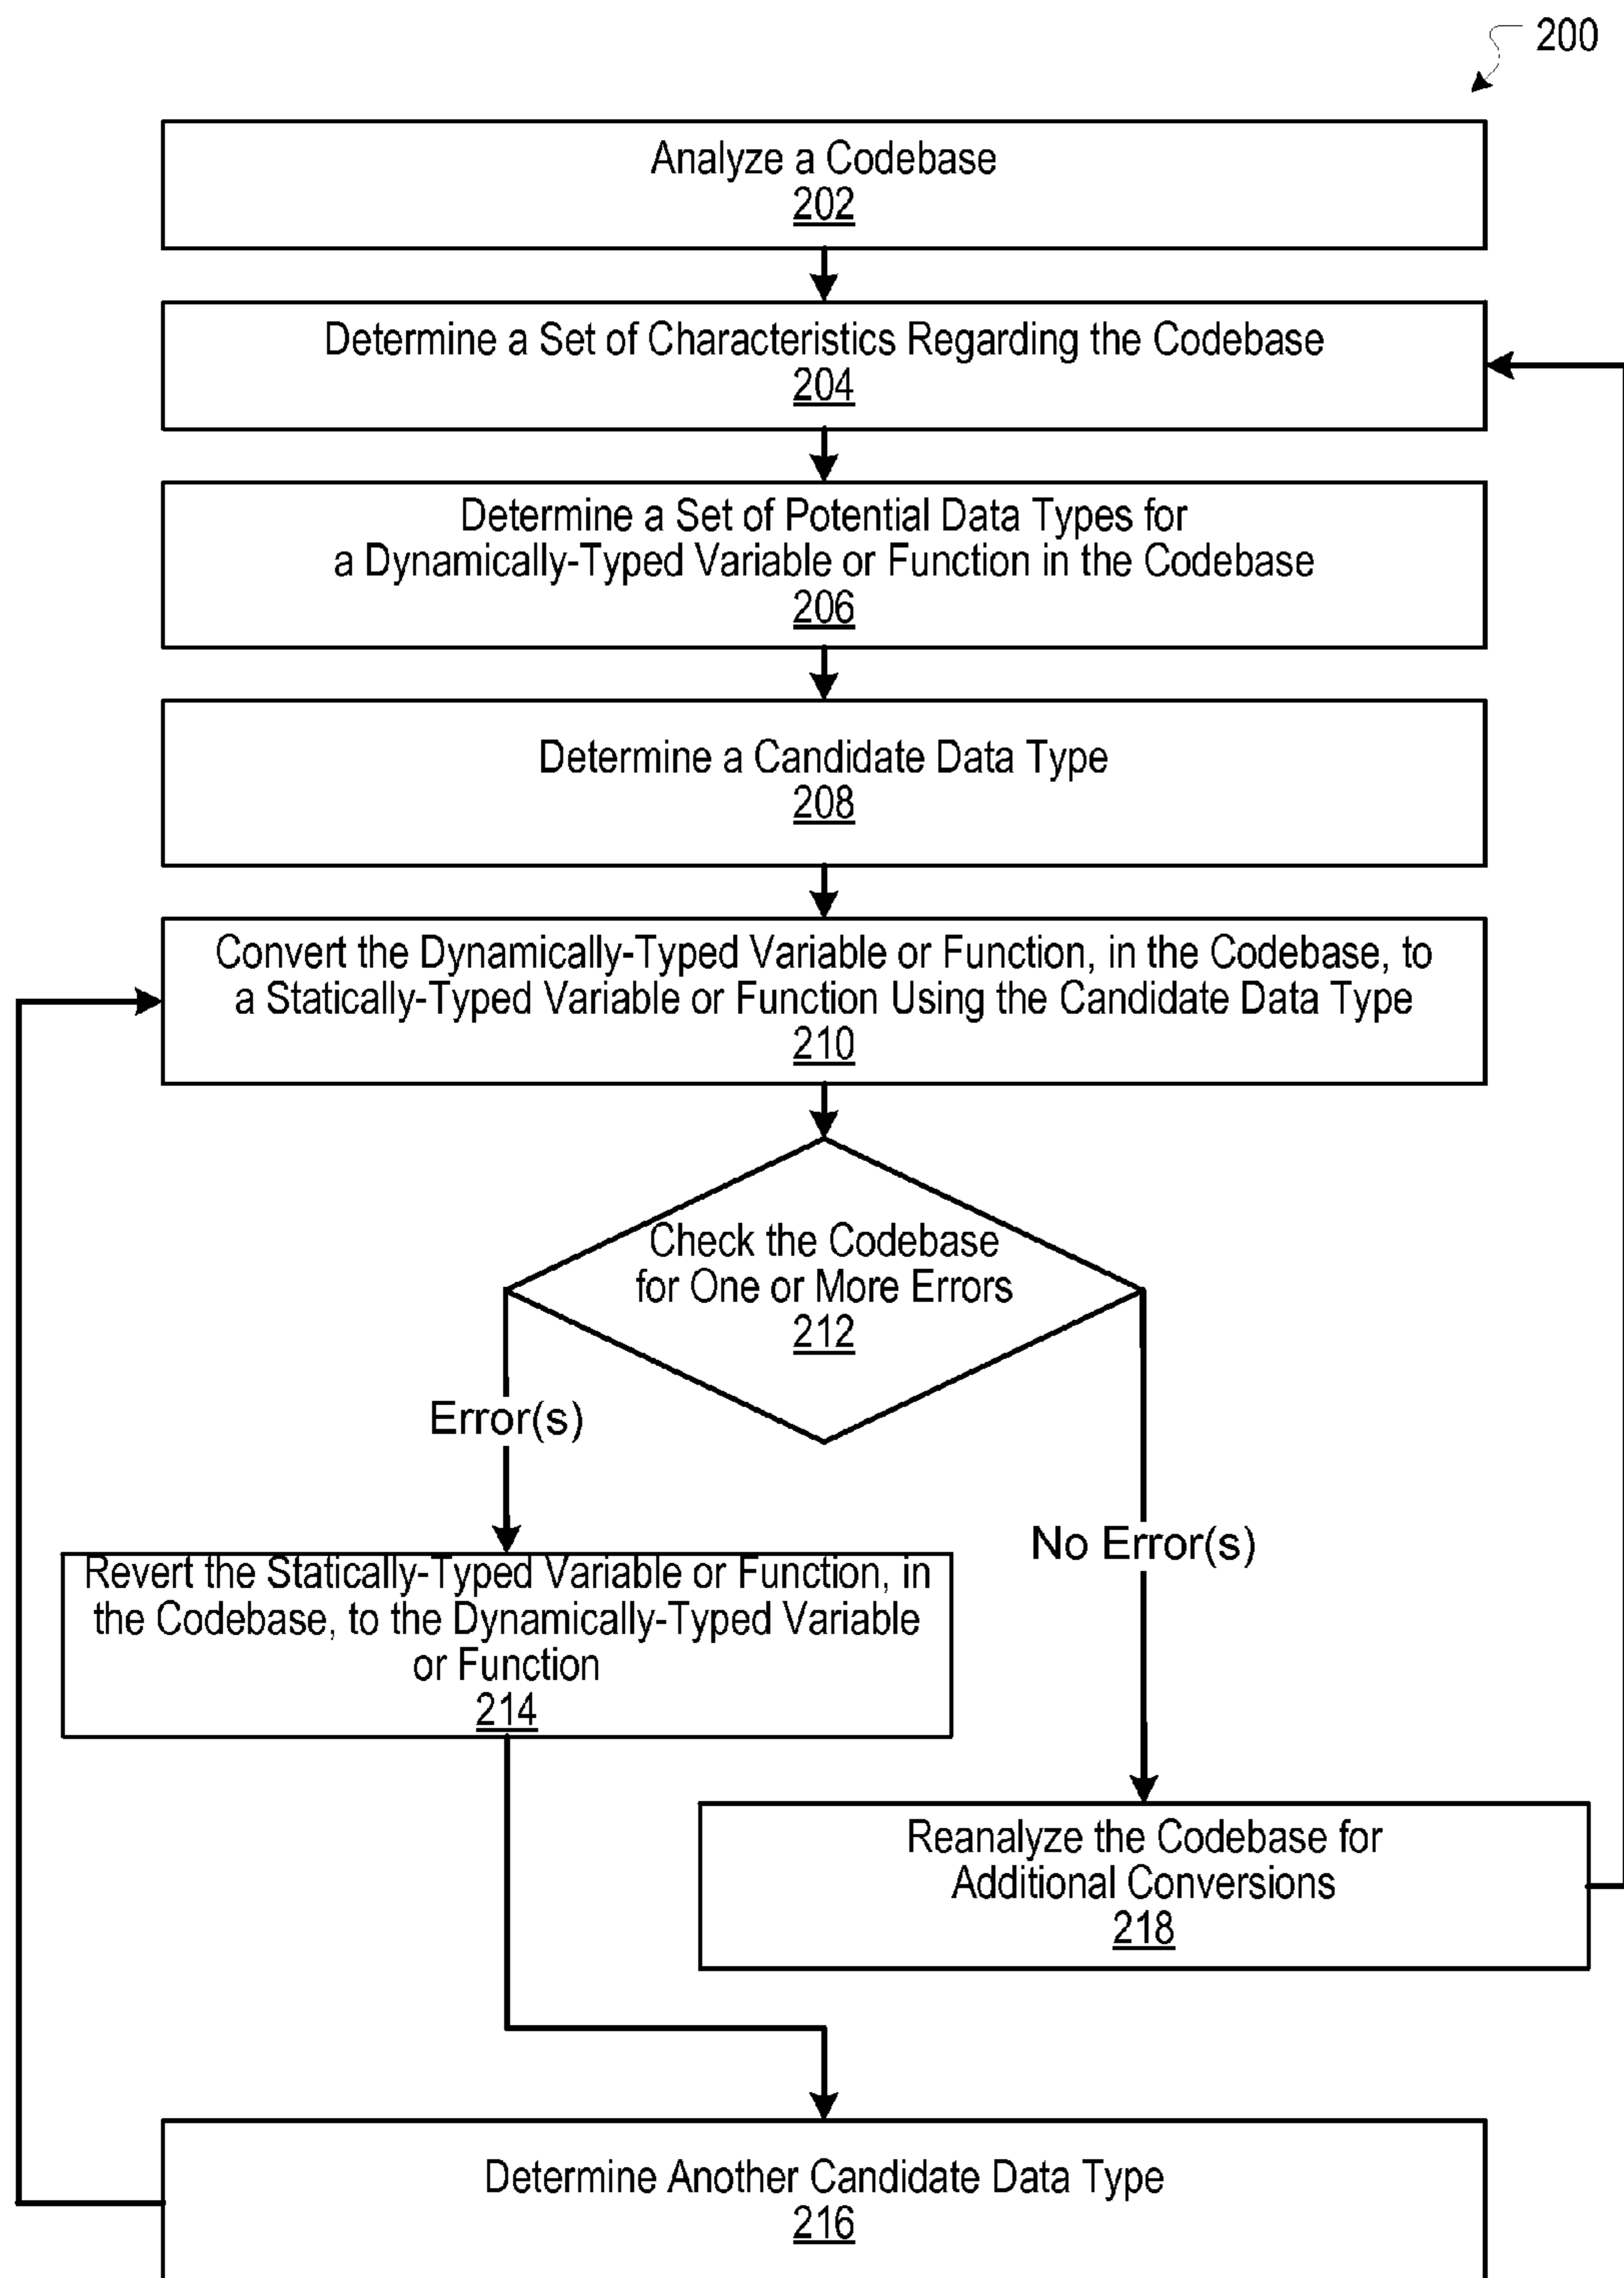 200
Analyze a Codebase
202
Determine a Set of Characteristics Regarding the Codebase
204
Determine a Set of Potential Data Types for
a Dynamically-Typed Variable or Function in the Codebase
206
Determine a Candidate Data Type
208
Convert the Dynamically-Typed Variable or Function, in the Codebase, to
a Statically-Typed Variable or Function Using the Candidate Data Type
210
Check the Codebase
for One or More Errors
212
Error(s)
No Error(s)
Revert the Statically-Typed Variable or Function, in
the Codebase, to the Dynamically-Typed Variable
or Function
214
Reanalyze the Codebase for
Additional Conversions
218
Determine Another Candidate Data Type
216